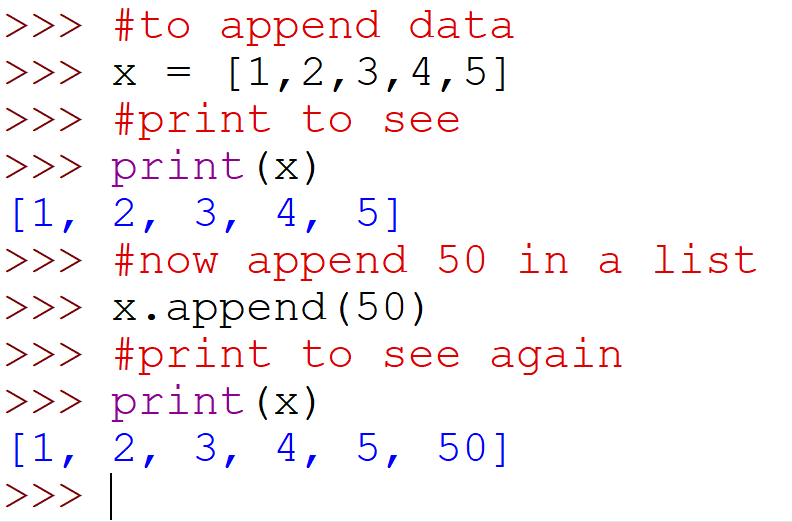 >>> #to append data
>>> x = [1,2,3,4,5]
>>> #print to see
>>> print(x)
[1, 2, 3, 4, 5]
>>> #now append 50 in a list
>>> x.append(50)
>>> #print to see again
>>> print(x)
[1, 2, 3, 4, 5, 50]
>>>